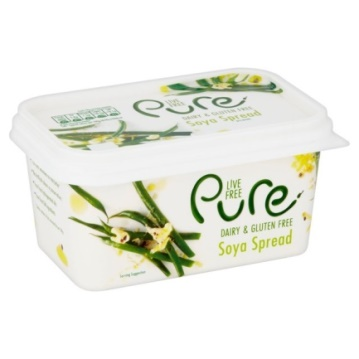 LIVE
FREE
Pure
DAIRY & GLUTEN FREE
Soya Spread
LIVE
FREE
Pure
DAIRY & GLUTEN FREE
Soya Spread